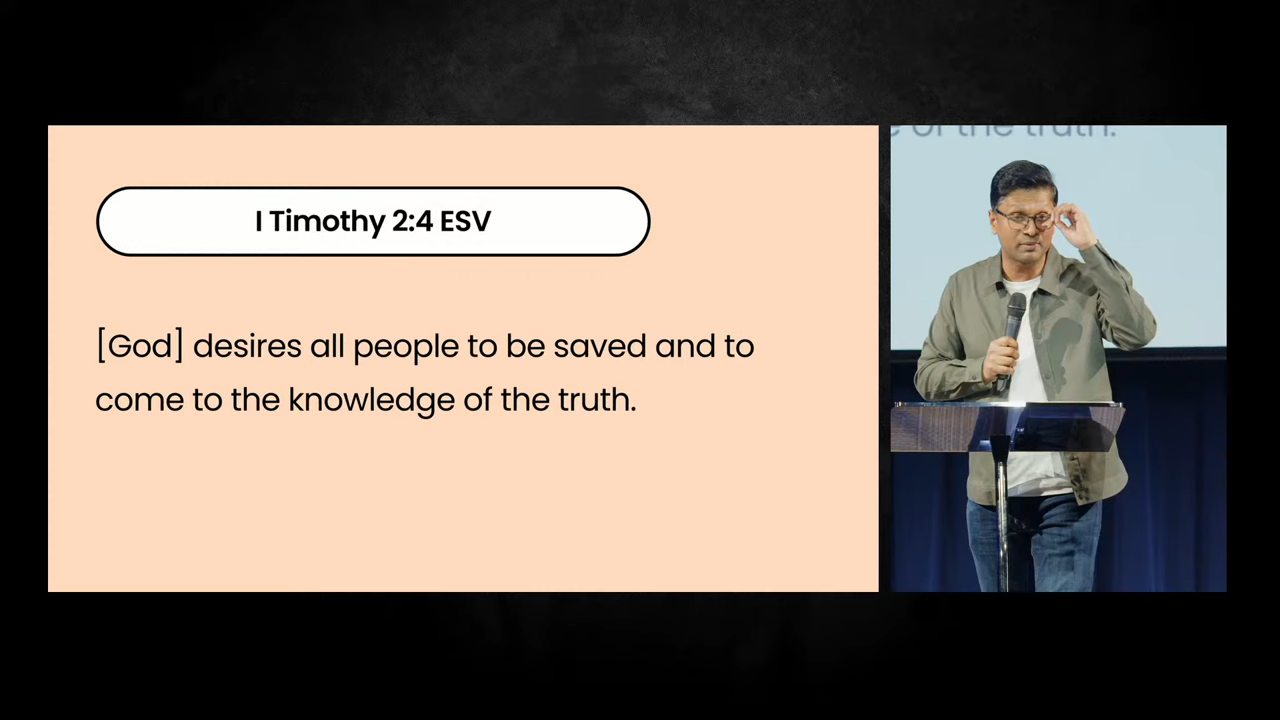 I Timothy 2:4 ESV
[God] desires all people to be saved and to
come to the knowledge of the truth.
of the truth.